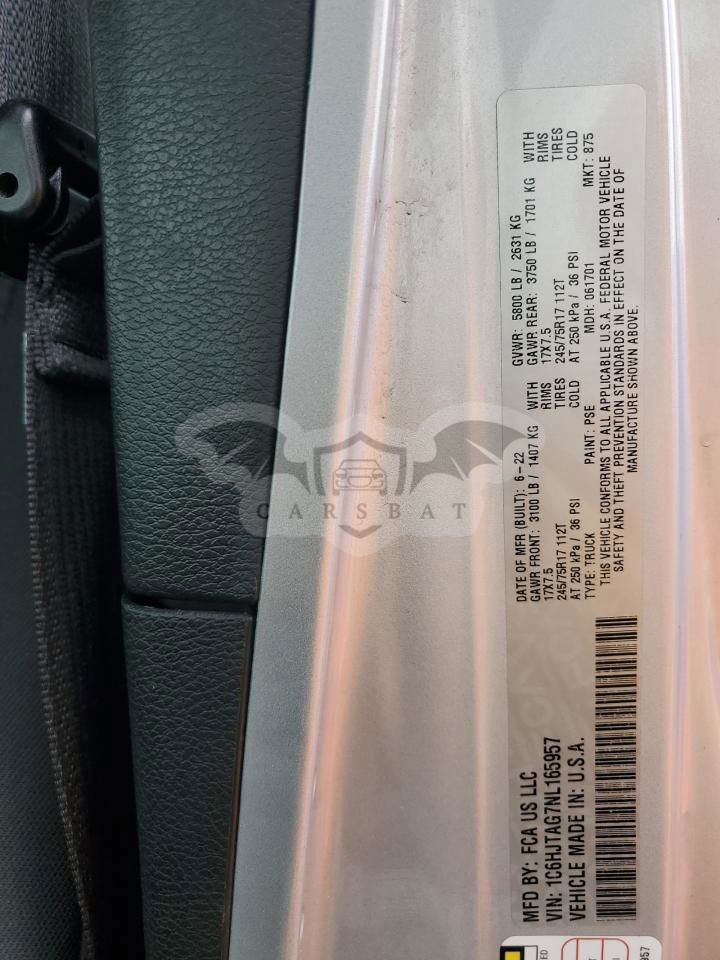 MFD BY: FCA US LLC
DATE OF MFR (BUILT): 6-22
GVWR: 5800 LB / 2631 KG
VIN: 1C6HJTAG7NL165957
GAWR FRONT: 3100 LB / 1407 KG WITH
GAWR REAR: 3750 LB / 1701 KG WITH
VEHICLE MADE IN: U.S.A.
17X7.5 RIMS
17X7.5 RIMS
245/75R17 112T TIRES
245/75R17 112T TIRES
AT 250 kPa / 36 PSI COLD
AT 250 kPa / 36 PSI COLD
TYPE: TRUCK PAINT: PSE MDH: 061701 MKT: 875
THIS VEHICLE CONFORMS TO ALL APPLICABLE U.S.A. FEDERAL MOTOR VEHICLE
SAFETY AND THEFT PREVENTION STANDARDS IN EFFECT ON THE DATE OF
MANUFACTURE SHOWN ABOVE.
CARSBAT
957